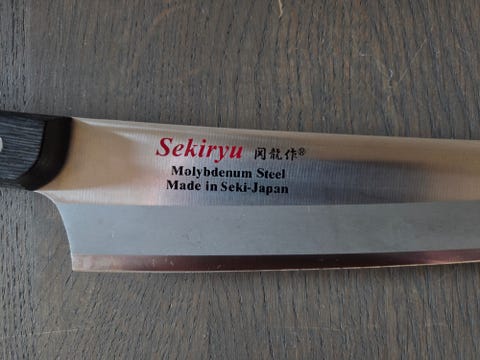 Sekiryu 関龍作®
Molybdenum Steel
Made in Seki-Japan